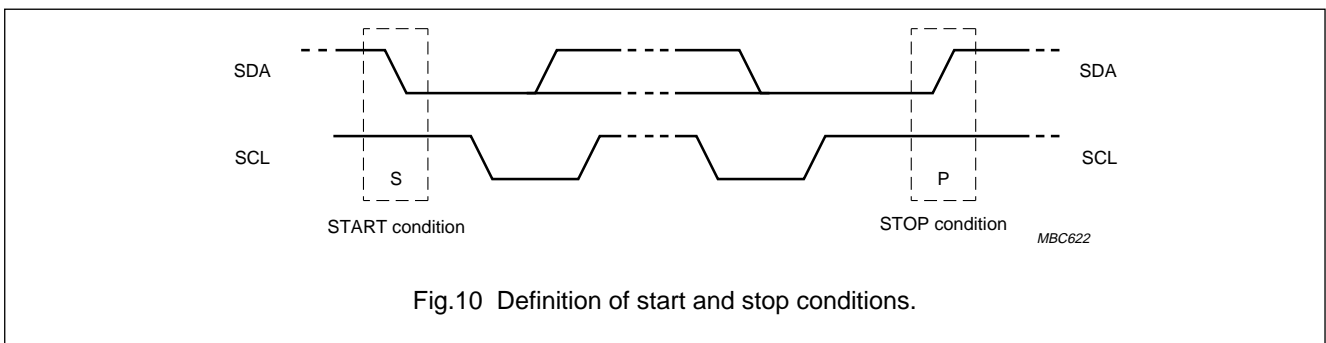 SDA SDA
SCL SCL
S P
START condition STOP condition
MBC622
Fig.10 Definition of start and stop conditions.